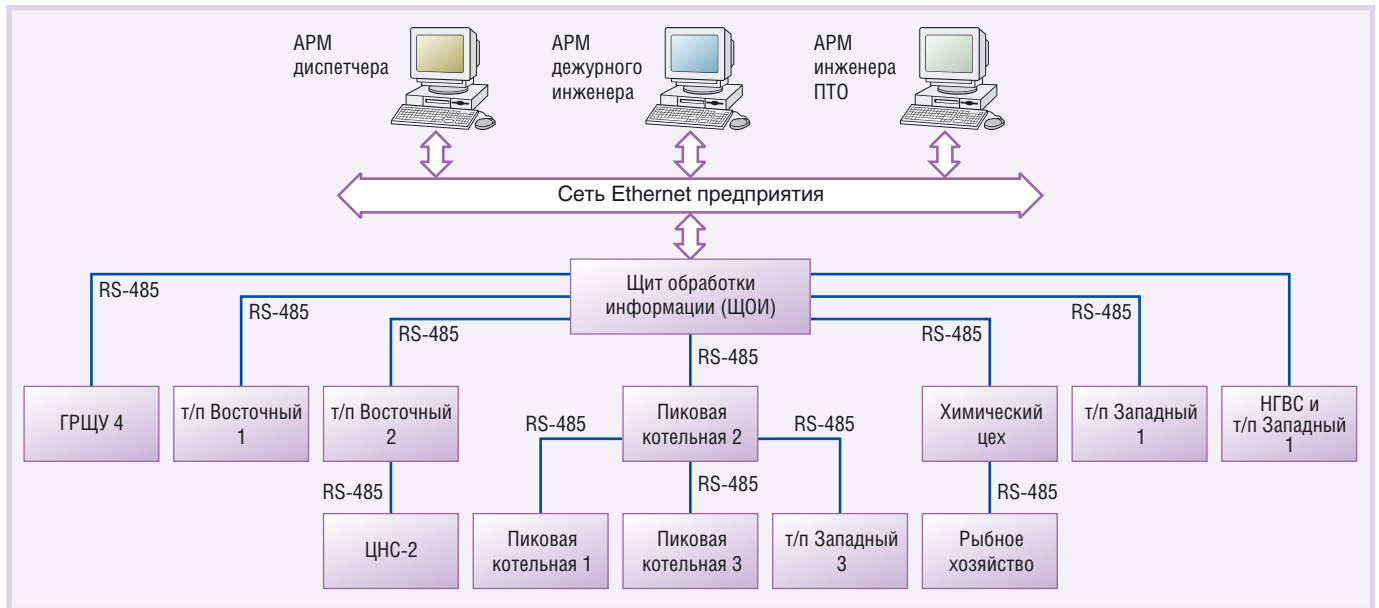 АРМ
диспетчера
АРМ
дежурного
инженера
АРМ
инженера
ПТО
Сеть Ethernet предприятия
Щит обработки
информации (ЩОИ)
RS-485
RS-485
RS-485
RS-485
RS-485
RS-485
ГРЩУ 4
т/п Восточный
1
т/п Восточный
2
Пиковая
котельная 2
Химический
цех
т/п Западный
1
НГВС и
т/п Западный
1
RS-485
RS-485
RS-485
RS-485
RS-485
ЦНС-2
Пиковая
котельная 1
Пиковая
котельная 3
т/п Западный
3
Рыбное
хозяйство